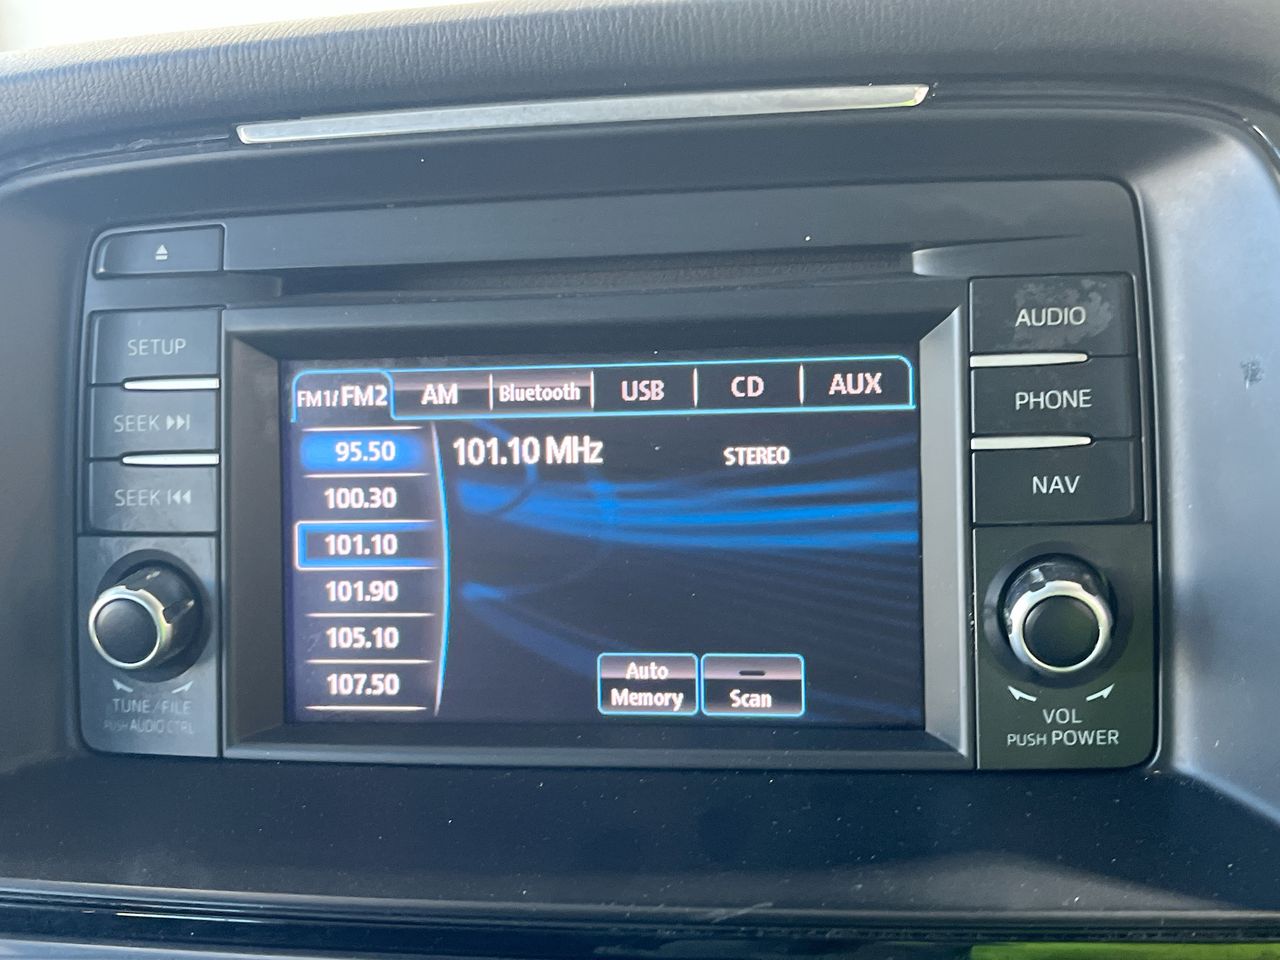 SETUP
SEEK
SEEK
TUNE/FILE
PUSH AUDIO CTRL
FM1/FM2
AM
Bluetooth
USB
CD
AUX
95.50
100.30
101.10
101.90
105.10
107.50
101.10 MHz
STEREO
Auto
Memory
Scan
AUDIO
PHONE
NAV
VOL
PUSH POWER